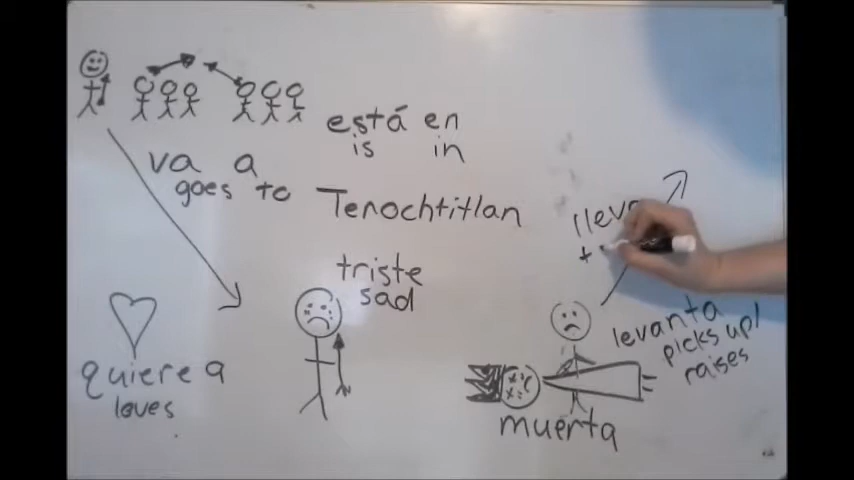 está en
is in
va a
goes to
Tenochtitlan
triste
sad
quiere a
loves
levanta
picks up/
raises
muerta